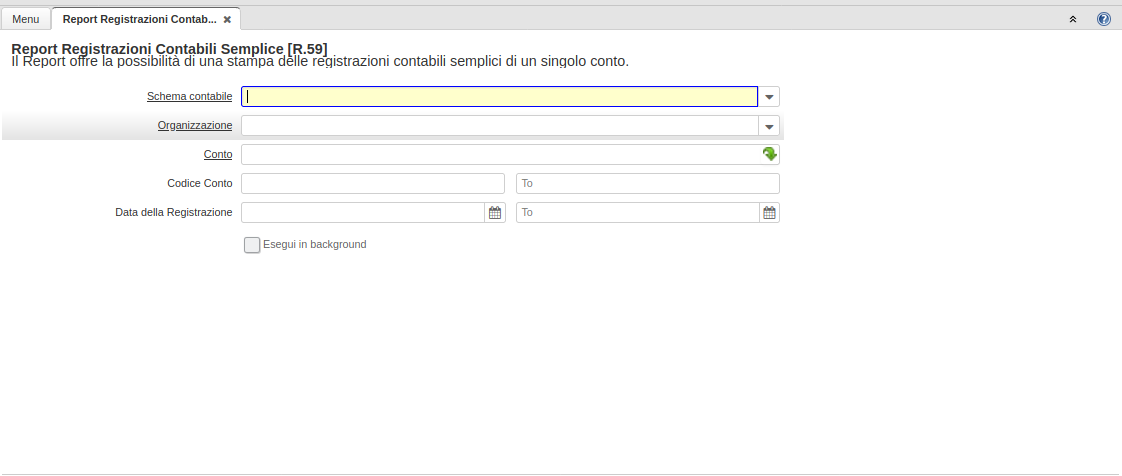 Menu
Report Registrazioni Contab...
Report Registrazioni Contabili Semplice [R.59]
Il Report offre la possibilità di una stampa delle registrazioni contabili semplici di un singolo conto.
Schema contabile
Organizzazione
Conto
Codice Conto
To
Data della Registrazione
To
Esegui in background